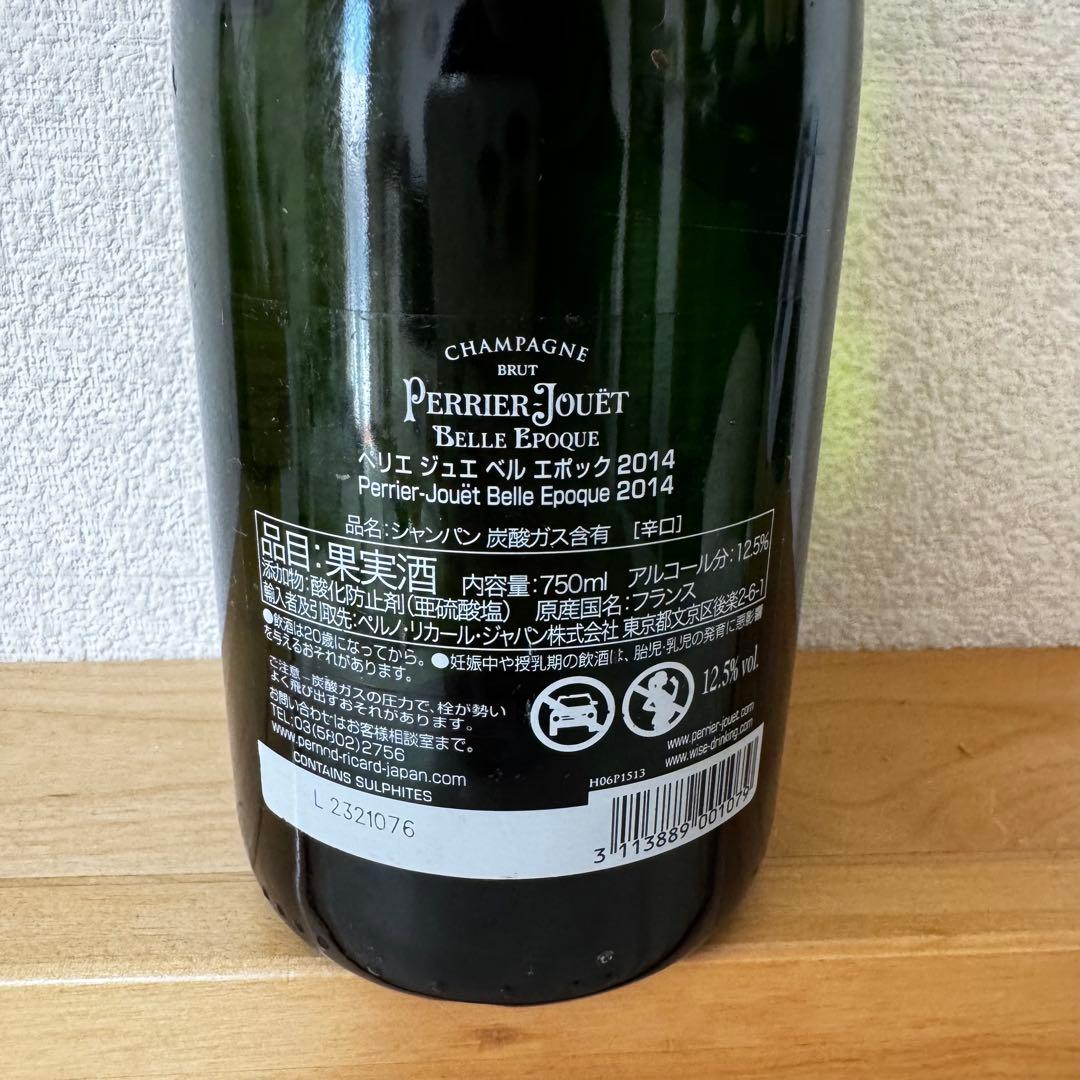 CHAMPAGNE
BRUT
PERRIER-JOUËT
BELLE EPOQUE
ペリエ ジュエ ベル エポック 2014
Perrier-Jouët Belle Epoque 2014
品名:シャンパン 炭酸ガス含有 [辛口]
品目:果実酒 内容量:750ml アルコール分:12.5%
添加物:酸化防止剤(亜硫酸塩) 原産国名:フランス
輸入者及引取先:ペルノ・リカール・ジャパン株式会社 東京都文京区後楽2-6-1
●飲酒は20歳になってから。●妊娠中や授乳期の飲酒は、胎児・乳児の発育に悪影響
を与えるおそれがあります。
ご注意-炭酸ガスの圧力で、栓が勢い
よく飛び出すおそれがあります。
お問い合わせはお客様相談室まで。
TEL:03(5802)2756
www.pernod-ricard-japan.com
CONTAINS SULPHITES
12.5% vol.
www.perrier-jouet.com
www.wise-drinking.com
H06P1513
L 2321076
3 113889 001079